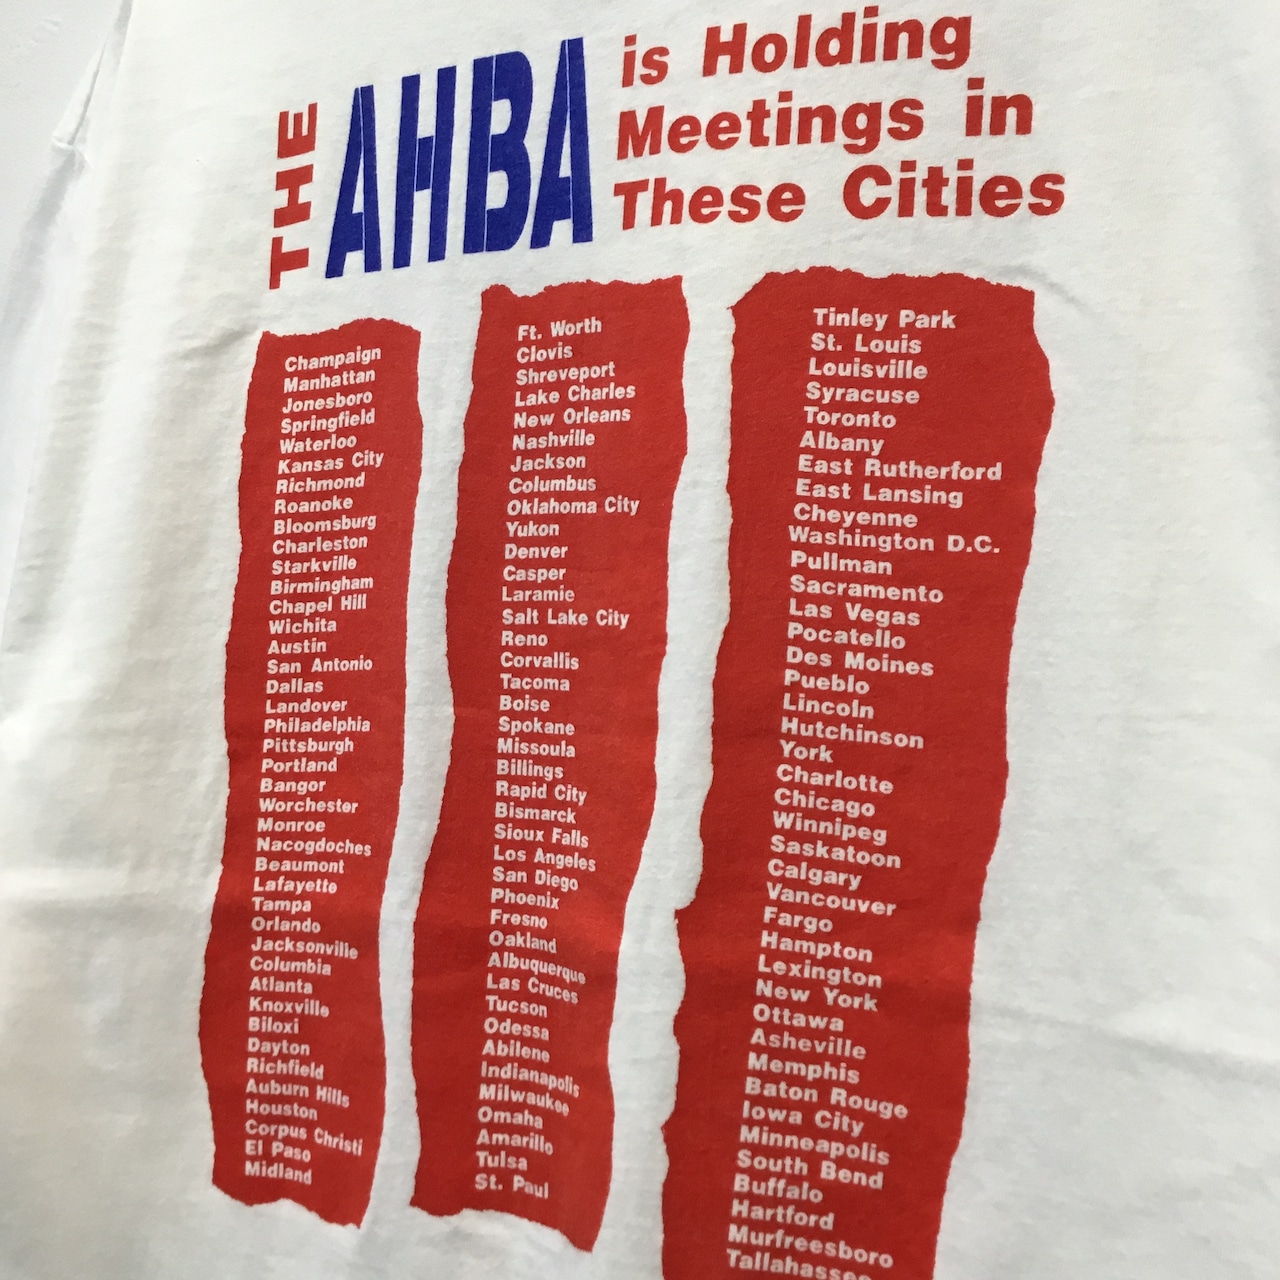 THE AHBA is Holding
Meetings in
These Cities
Champaign
Manhattan
Jonesboro
Springfield
Waterloo
Kansas City
Richmond
Roanoke
Bloomsburg
Charleston
Starkville
Birmingham
Chapel Hill
Wichita
Austin
San Antonio
Dallas
Landover
Philadelphia
Pittsburgh
Portland
Bangor
Worchester
Monroe
Nacogdoches
Beaumont
Lafayette
Tampa
Orlando
Jacksonville
Columbia
Atlanta
Knoxville
Biloxi
Dayton
Richfield
Auburn Hills
Houston
Corpus Christi
El Paso
Midland
Ft. Worth
Clovis
Shreveport
Lake Charles
New Orleans
Nashville
Jackson
Columbus
Oklahoma City
Yukon
Denver
Casper
Laramie
Salt Lake City
Reno
Corvallis
Tacoma
Boise
Spokane
Missoula
Billings
Rapid City
Bismarck
Sioux Falls
Los Angeles
San Diego
Phoenix
Fresno
Oakland
Albuquerque
Las Cruces
Tucson
Odessa
Abilene
Indianapolis
Milwaukee
Omaha
Amarillo
Tulsa
St. Paul
Tinley Park
St. Louis
Louisville
Syracuse
Toronto
Albany
East Rutherford
East Lansing
Cheyenne
Washington D.C.
Pullman
Sacramento
Las Vegas
Pocatello
Des Moines
Pueblo
Lincoln
Hutchinson
York
Charlotte
Chicago
Winnipeg
Saskatoon
Calgary
Vancouver
Fargo
Hampton
Lexington
New York
Ottawa
Asheville
Memphis
Baton Rouge
Iowa City
Minneapolis
South Bend
Buffalo
Hartford
Murfreesboro
Tallahassee